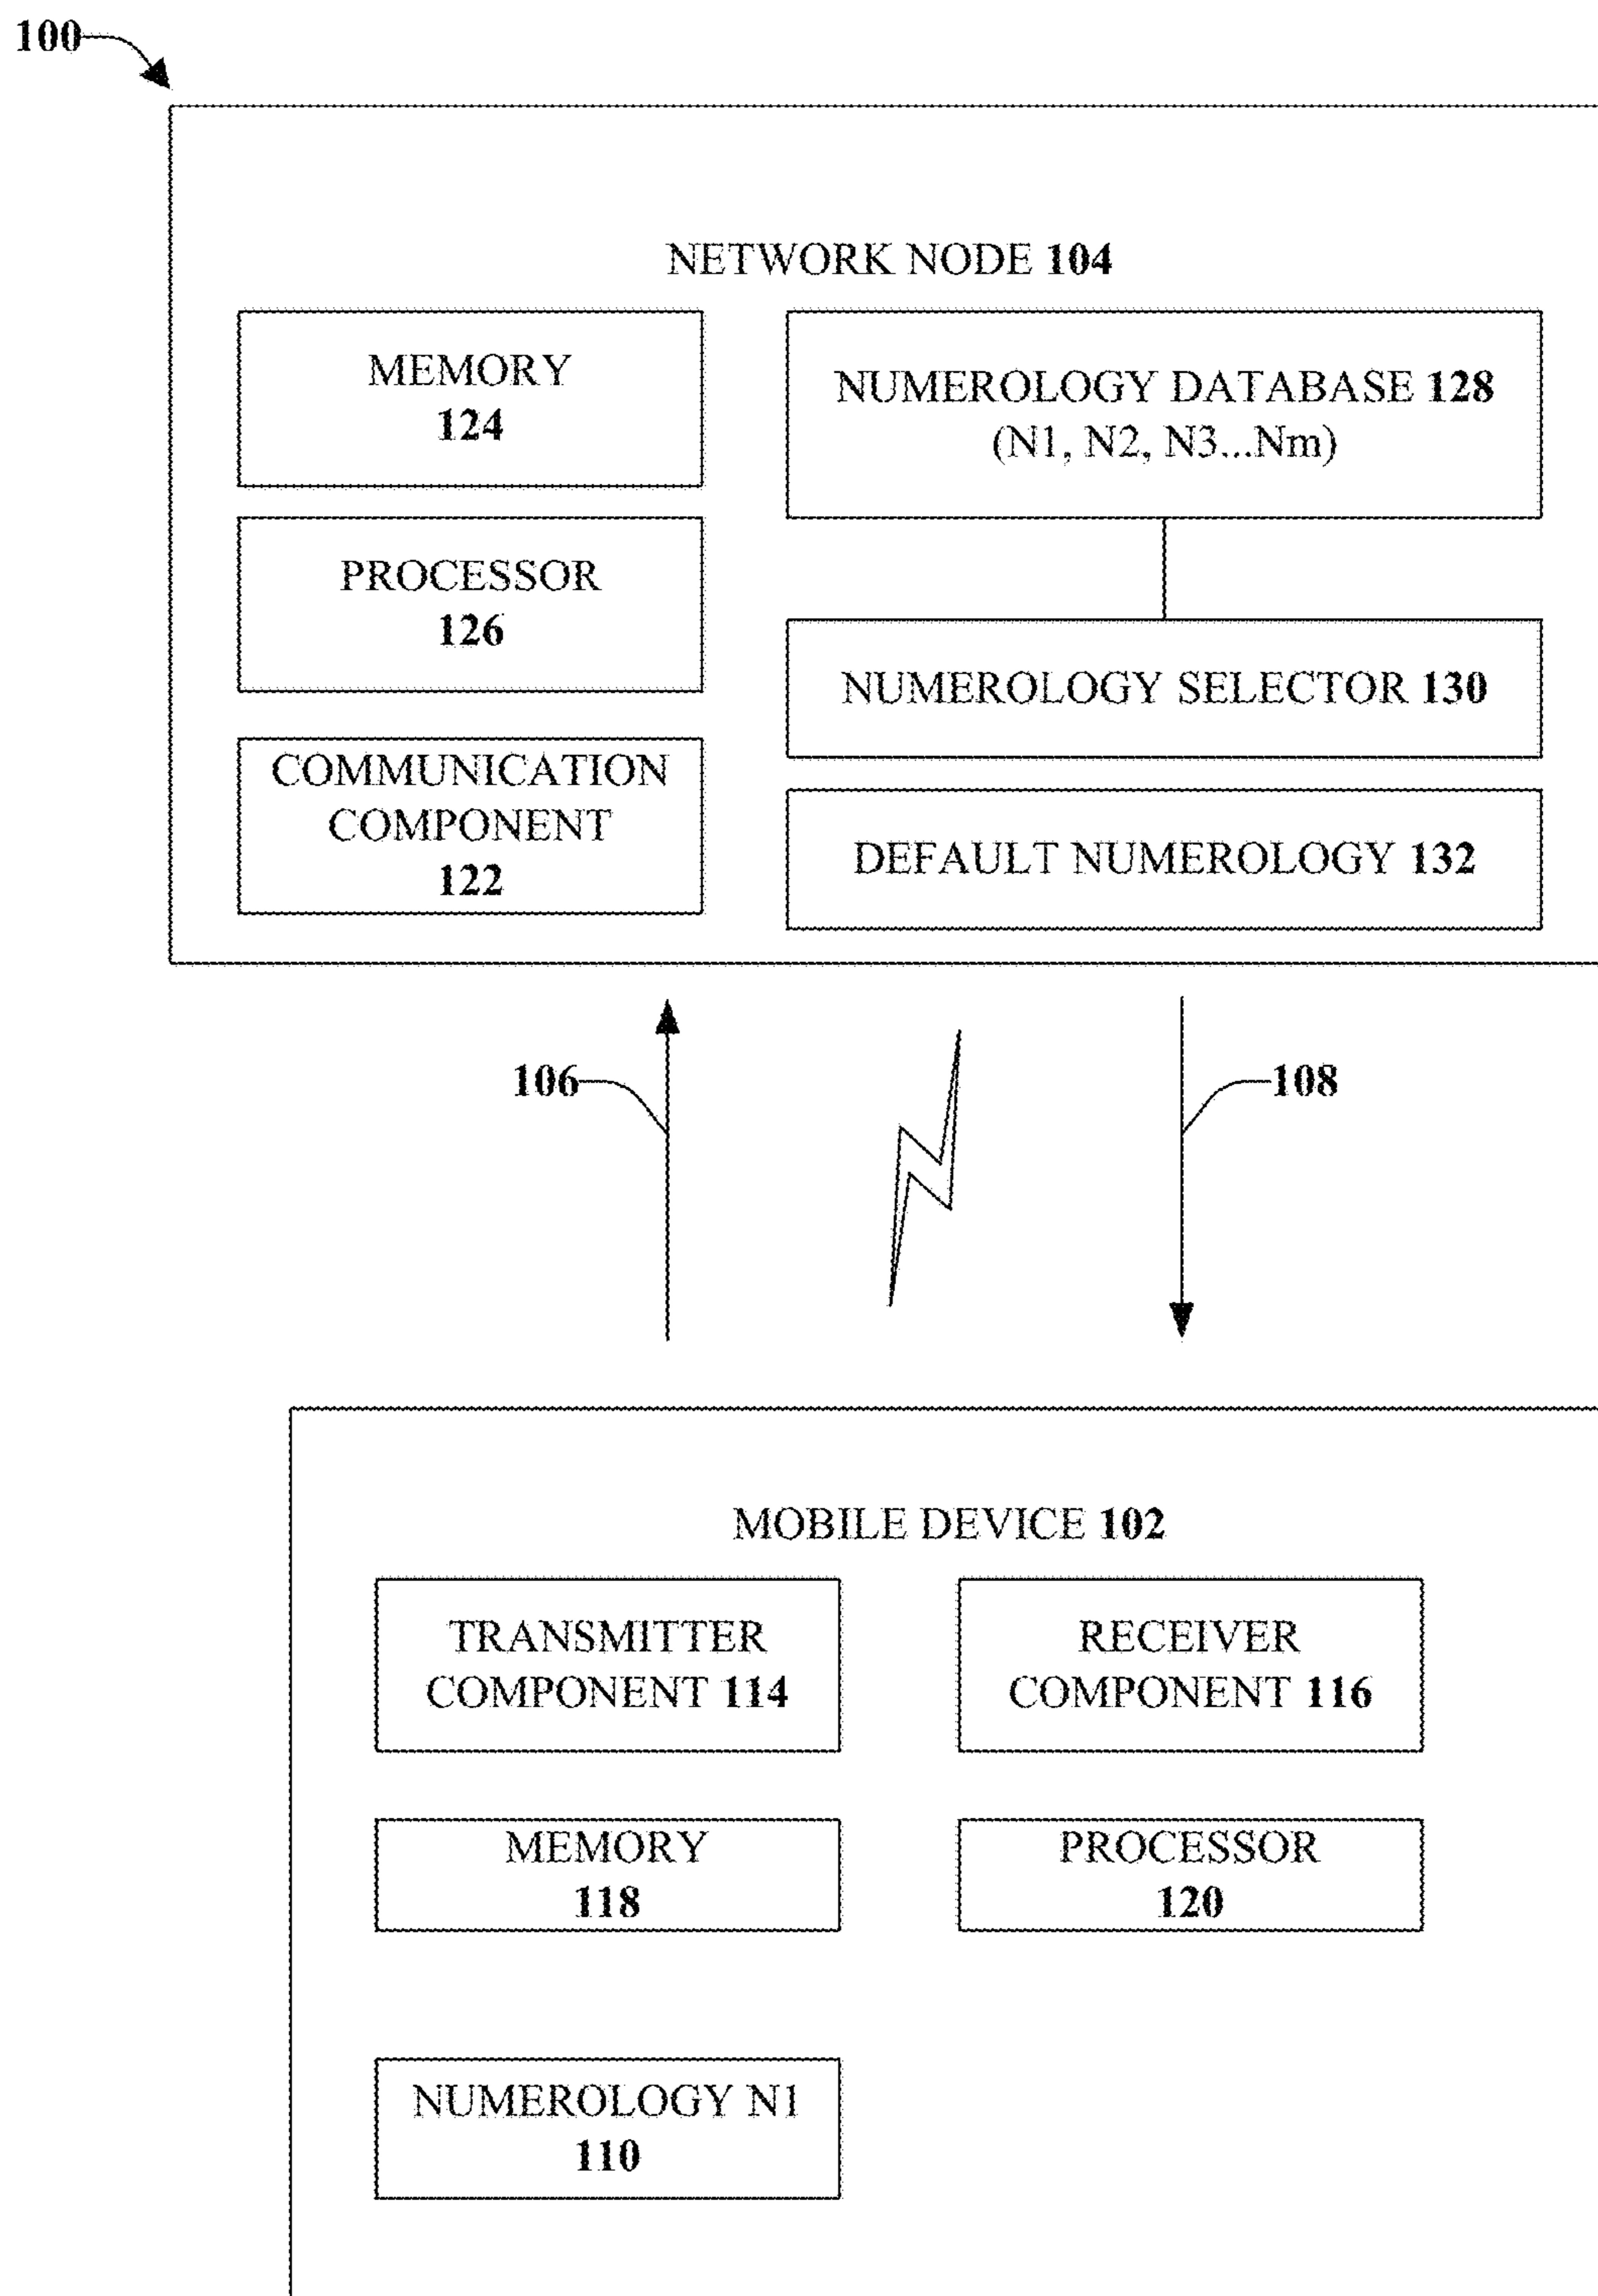 100
NETWORK NODE 104
MEMORY
124
NUMEROLOGY DATABASE 128
(N1, N2, N3...Nm)
PROCESSOR
126
NUMEROLOGY SELECTOR 130
COMMUNICATION
COMPONENT
122
DEFAULT NUMEROLOGY 132
106
108
MOBILE DEVICE 102
TRANSMITTER
COMPONENT 114
RECEIVER
COMPONENT 116
MEMORY
118
PROCESSOR
120
NUMEROLOGY N1
110